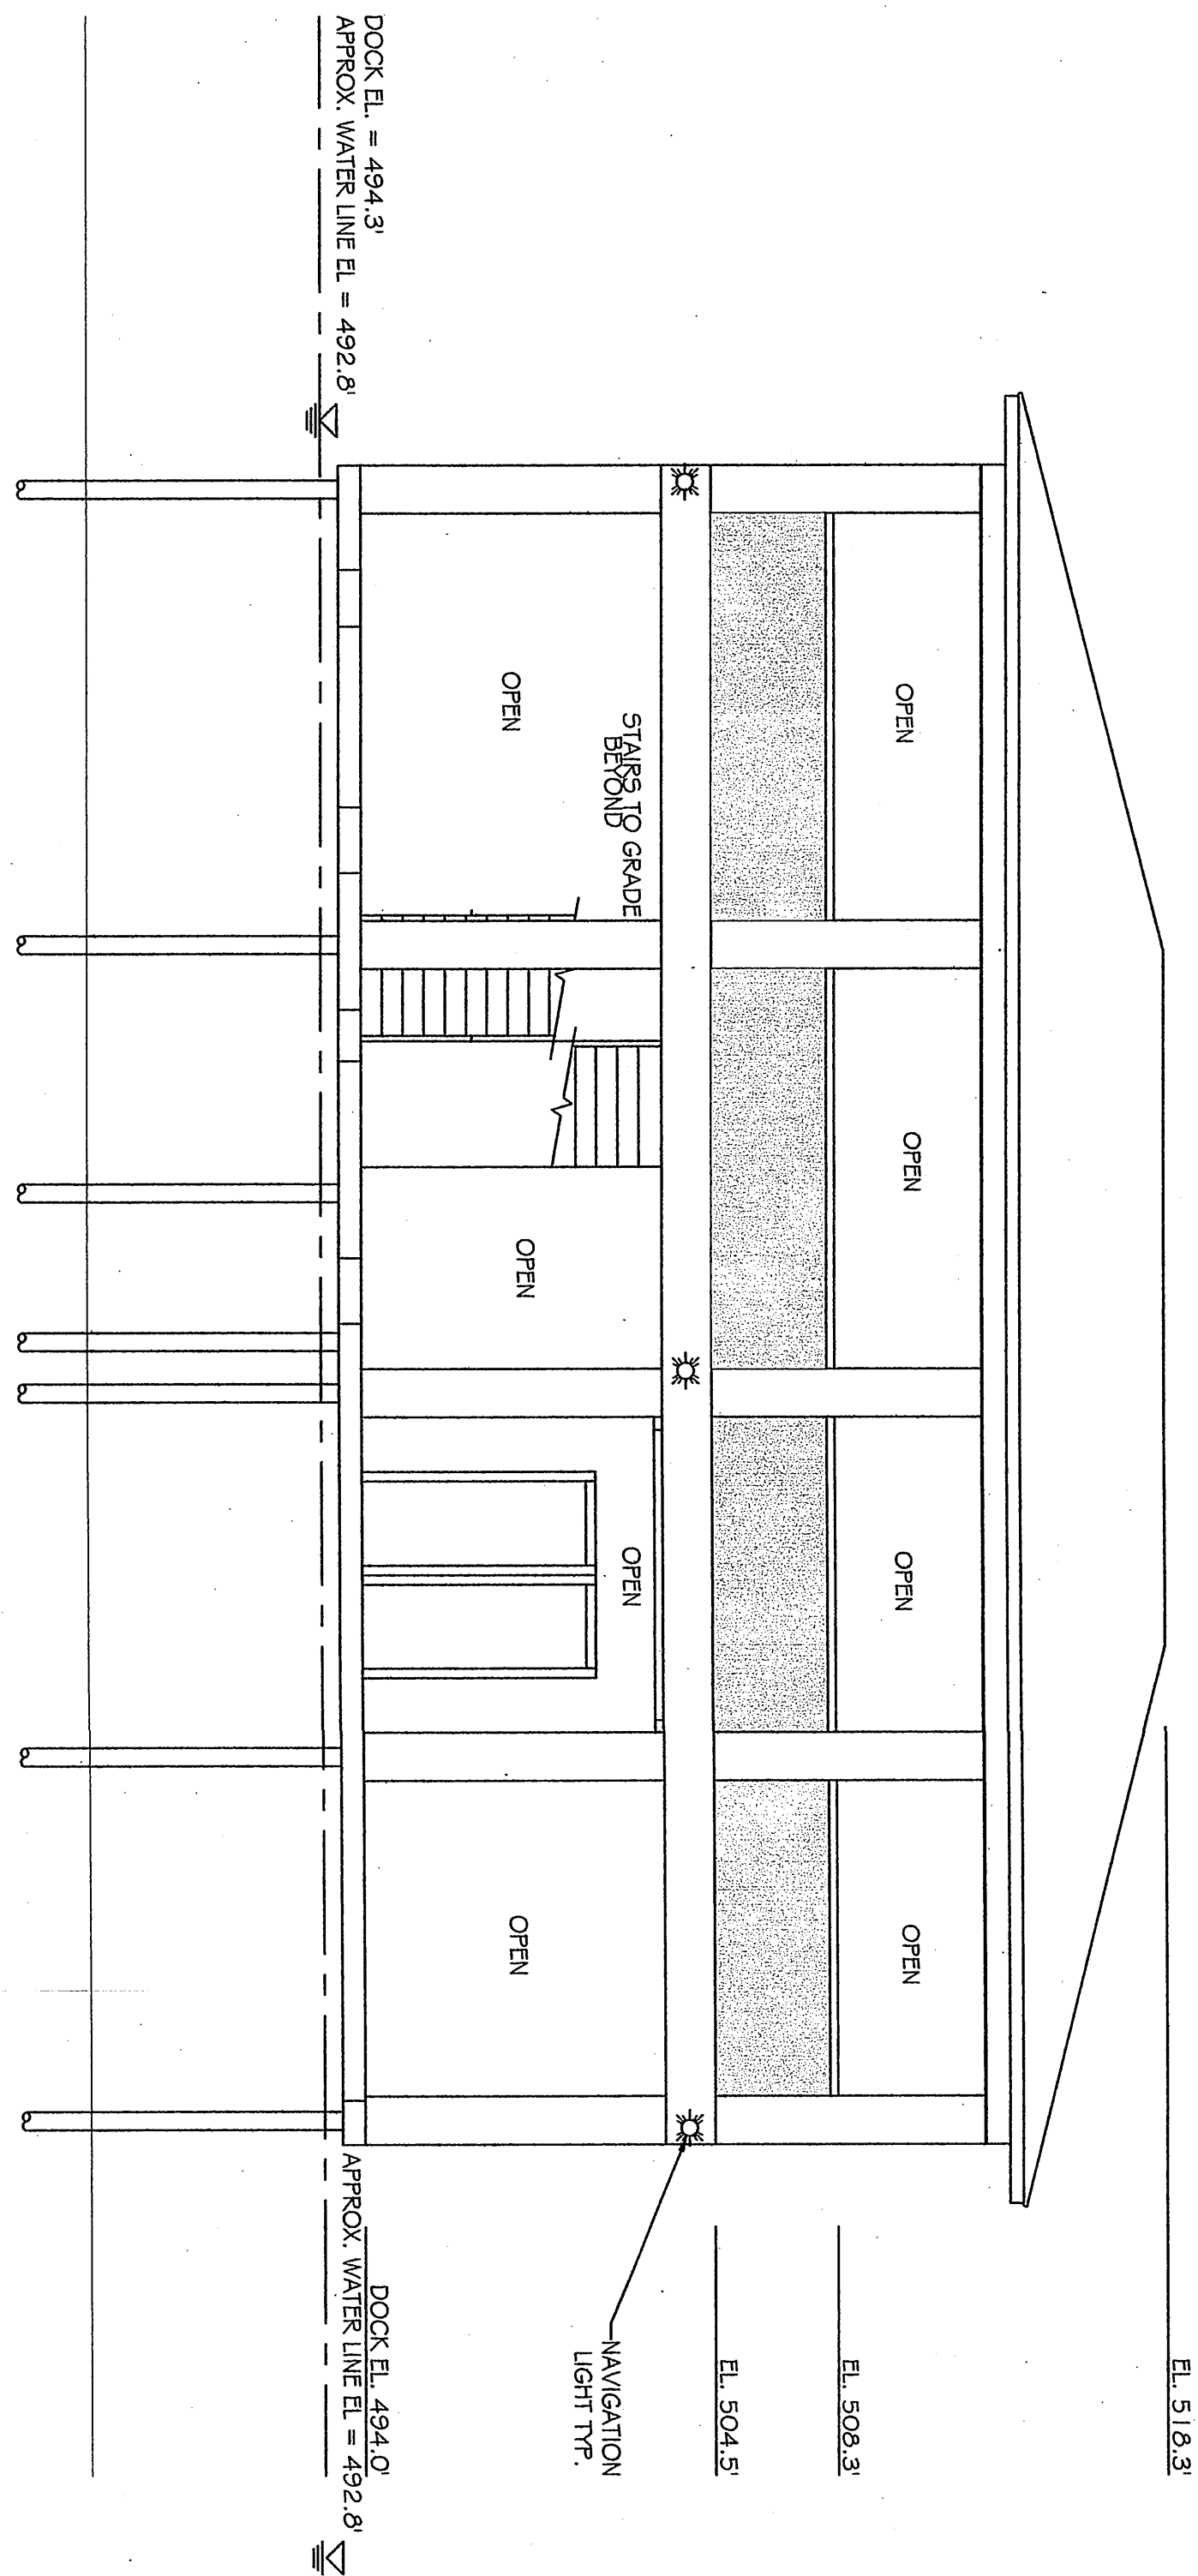 EL. 518.3'
OPEN
OPEN
OPEN
OPEN
EL. 508.3'
EL. 504.5'
STAIRS TO GRADE
BEYOND
OPEN
OPEN
OPEN
OPEN
NAVIGATION
LIGHT TYP.
DOCK EL. = 494.3'
APPROX. WATER LINE EL = 492.8'
DOCK EL. 494.0'
APPROX. WATER LINE EL = 492.8'